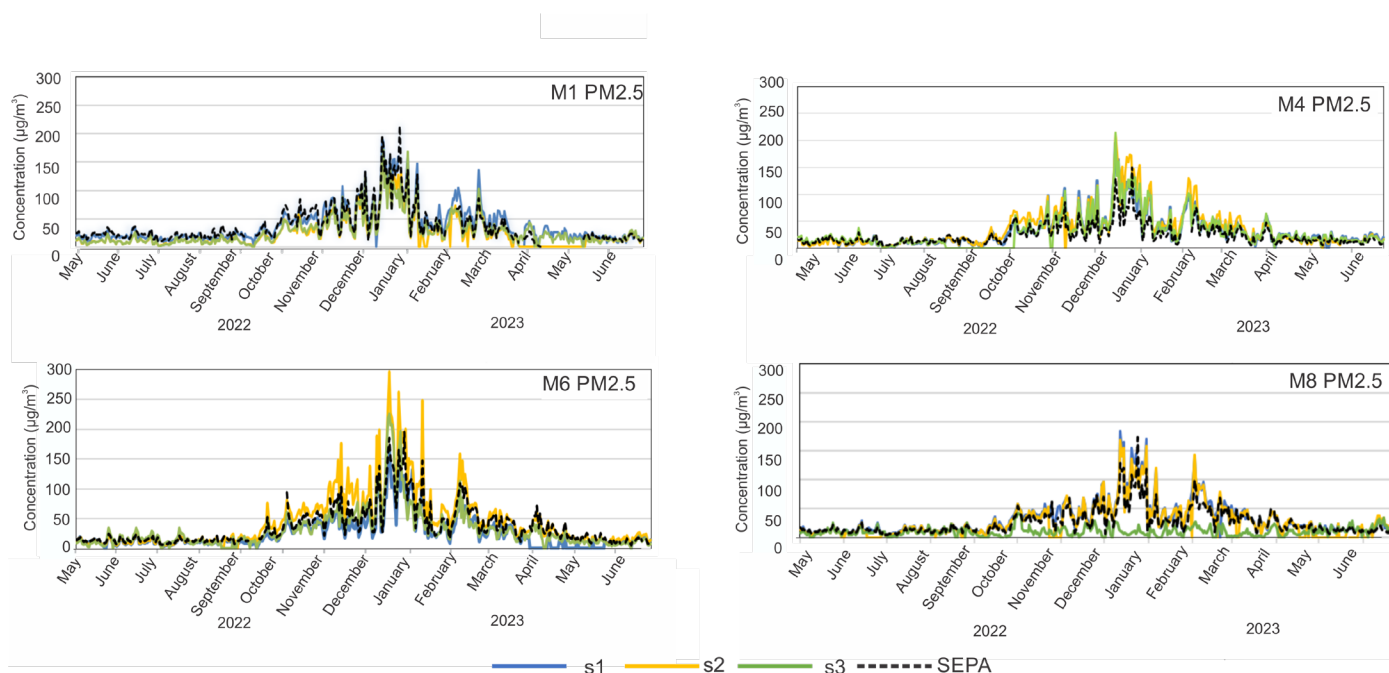 M1 PM2.5
Concentration (µg/m³)
300
250
200
150
100
50
0
May
June
July
August
September
October
November
December
January
February
March
April
May
June
2022
2023
M4 PM2.5
Concentration (µg/m³)
300
250
200
150
100
50
0
May
June
July
August
September
October
November
December
January
February
March
April
May
June
2022
2023
M6 PM2.5
Concentration (µg/m³)
300
250
200
150
100
50
0
May
June
July
August
September
October
November
December
January
February
March
April
May
June
2022
2023
M8 PM2.5
Concentration (µg/m³)
300
250
200
150
100
50
0
May
June
July
August
September
October
November
December
January
February
March
April
May
June
2022
2023
s1 s2 s3 SEPA